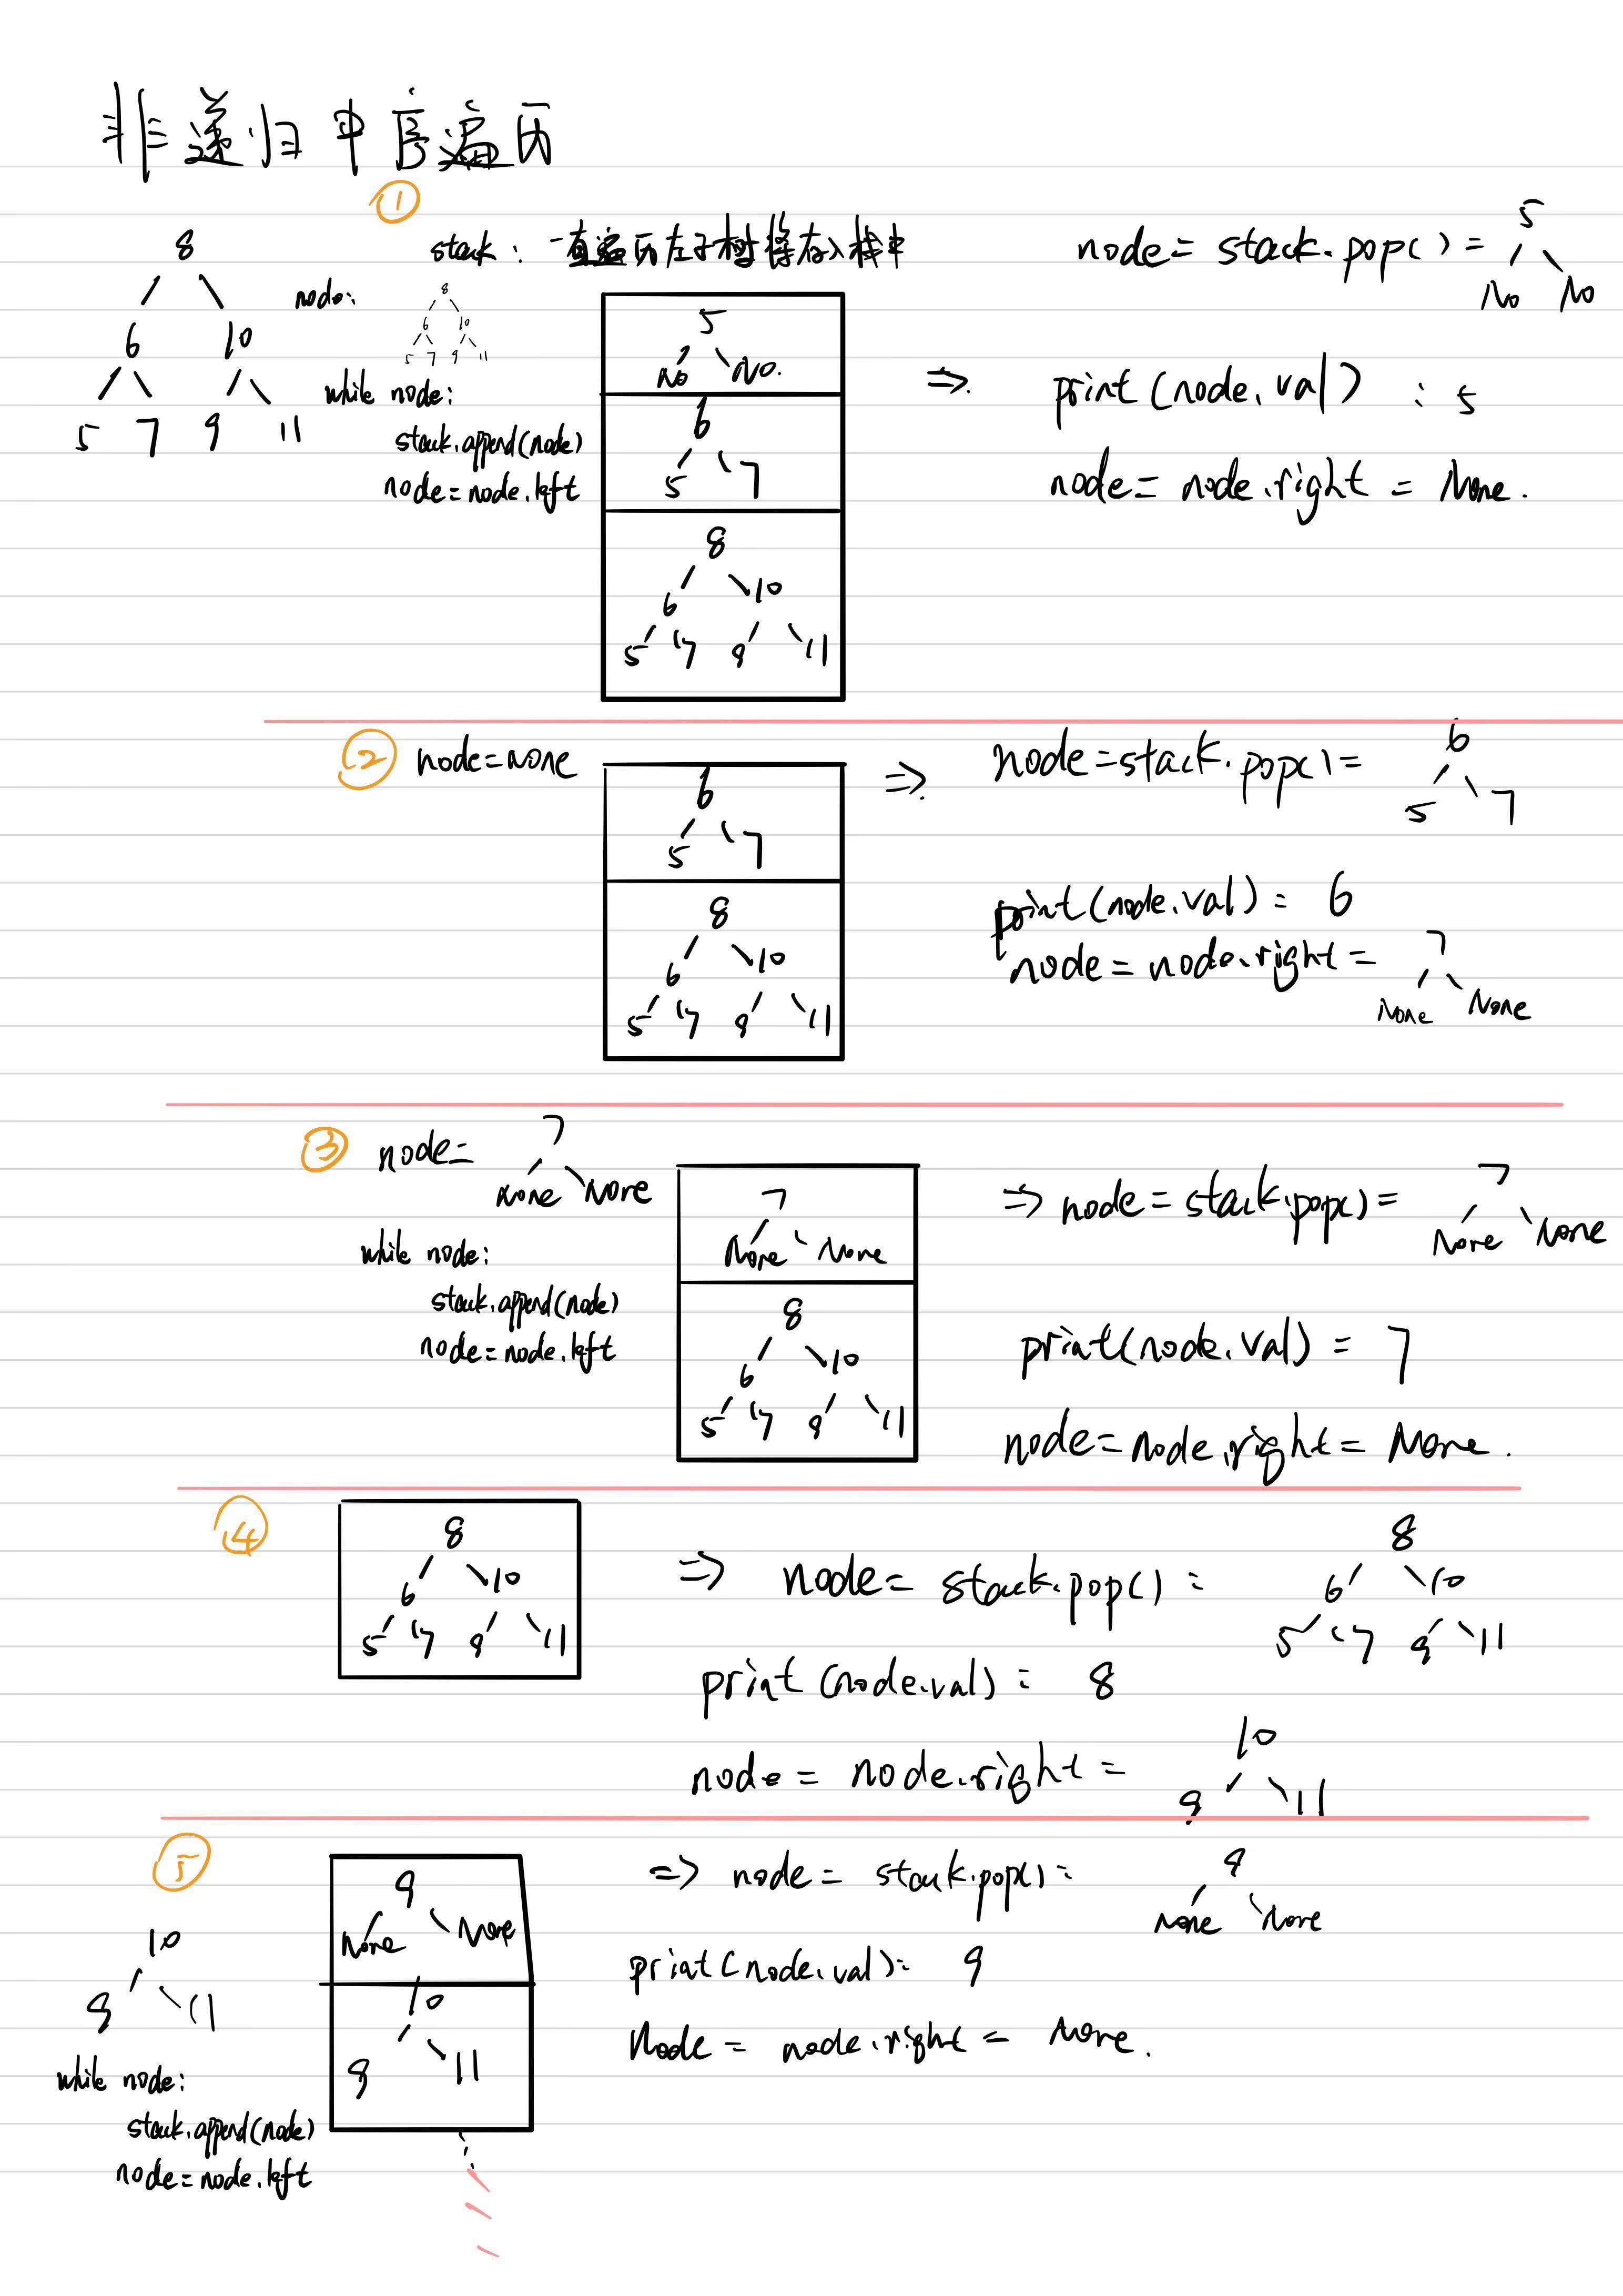 非递归中序遍历
①
stack: 一直遍历左子树将存入栈中
8
6 10
5 7 9 11
node:
8
6 10
5 7 9 11
while node:
stack.append(node)
node=node.left
5
No No.
6
5 7
8
6 10
5 7 9 11
⇒ node= stack.pop()=
5
No No
print(node.val) : 5
node= node.right = None.
② node=None
6
5 7
8
6 10
5 7 9 11
⇒ node=stack.pop()=
6
5 7
print(node.val): 6
node= node.right =
7
None None
③ node=
7
None None
while node:
stack.append(node)
node=node.left
7
None None
8
6 10
5 7 9 11
⇒ node=stack.pop()=
7
None None
print(node.val) = 7
node=node.right= None.
④
8
6 10
5 7 9 11
⇒ node= stack.pop():
8
6 10
5 7 9 11
print(node.val): 8
node= node.right=
10
9 11
⑤
10
9 11
while node:
stack.append(node)
node=node.left
9
None None
10
9 11
⇒ node= stack.pop():
9
None None
print(node.val): 9
Node= node.right= None.